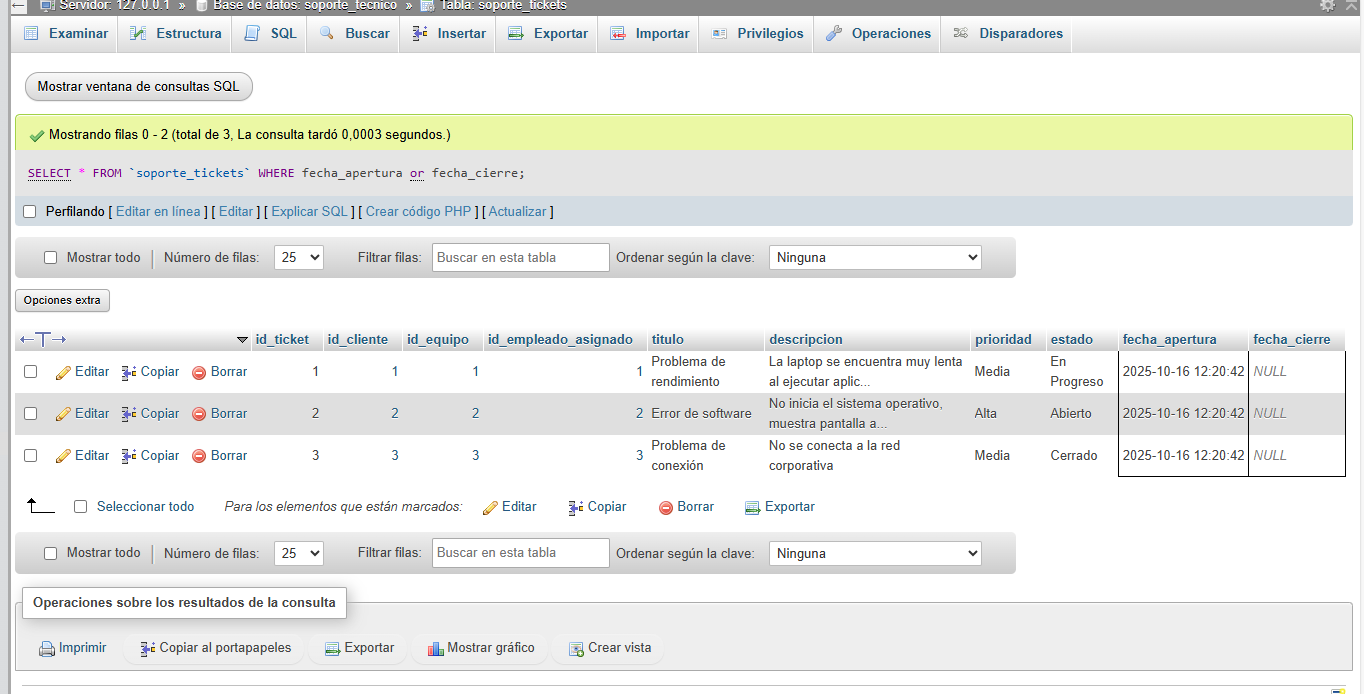 Servidor: 127.0.0.1 » Base de datos: soporte_tecnico » Tabla: soporte_tickets
Examinar Estructura SQL Buscar Insertar Exportar Importar Privilegios Operaciones Disparadores
Mostrar ventana de consultas SQL
Mostrando filas 0 - 2 (total de 3, La consulta tardó 0,0003 segundos.)
SELECT * FROM `soporte_tickets` WHERE fecha_apertura or fecha_cierre;
Perfilando [ Editar en línea ] [ Editar ] [ Explicar SQL ] [ Crear código PHP ] [ Actualizar ]
Mostrar todo | Número de filas: 25 Filtrar filas: Buscar en esta tabla Ordenar según la clave: Ninguna
Opciones extra
←T→ id_ticket id_cliente id_equipo id_empleado_asignado titulo descripcion prioridad estado fecha_apertura fecha_cierre
Editar Copiar Borrar 1 1 1 1 Problema de rendimiento La laptop se encuentra muy lenta al ejecutar aplic... Media En Progreso 2025-10-16 12:20:42 NULL
Editar Copiar Borrar 2 2 2 2 Error de software No inicia el sistema operativo, muestra pantalla a... Alta Abierto 2025-10-16 12:20:42 NULL
Editar Copiar Borrar 3 3 3 3 Problema de conexión No se conecta a la red corporativa Media Cerrado 2025-10-16 12:20:42 NULL
Seleccionar todo Para los elementos que están marcados: Editar Copiar Borrar Exportar
Mostrar todo | Número de filas: 25 Filtrar filas: Buscar en esta tabla Ordenar según la clave: Ninguna
Operaciones sobre los resultados de la consulta
Imprimir Copiar al portapapeles Exportar Mostrar gráfico Crear vista